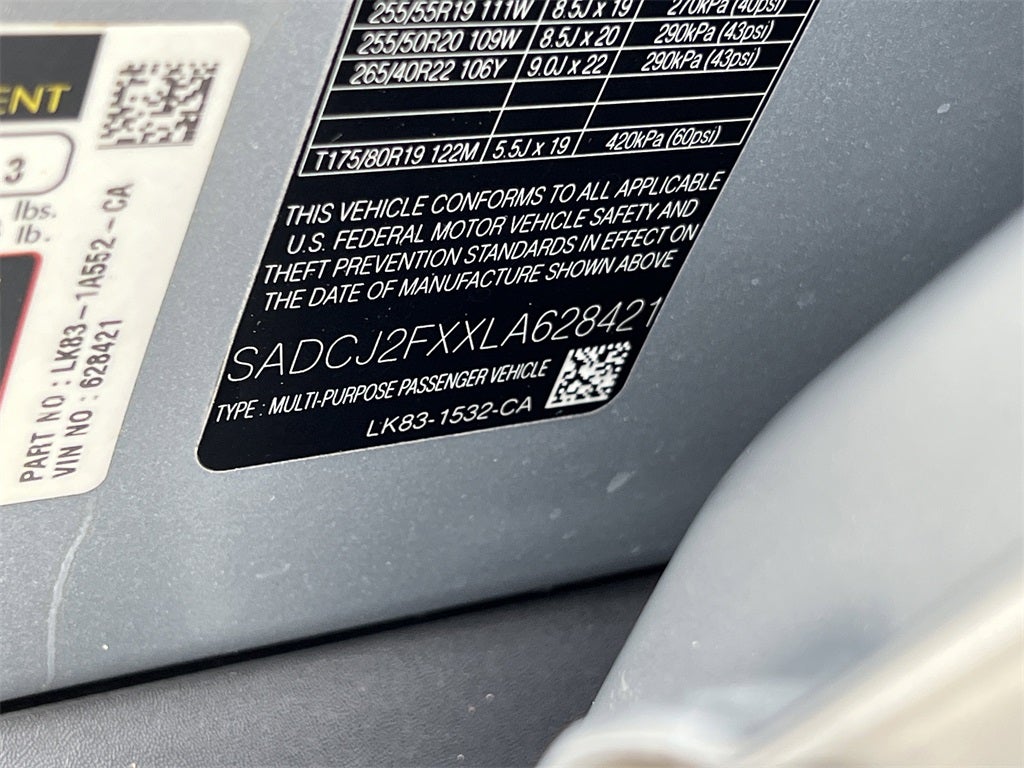 ENT
3
lbs.
lb.
PART NO : LK83-1A552-CA
VIN NO : 628421
255/55R19 111W 8.5J x 19 270kPa (40psi)
255/50R20 109W 8.5J x 20 290kPa (43psi)
265/40R22 106Y 9.0J x 22 290kPa (43psi)
T175/80R19 122M 5.5J x 19 420kPa (60psi)
THIS VEHICLE CONFORMS TO ALL APPLICABLE
U.S. FEDERAL MOTOR VEHICLE SAFETY AND
THEFT PREVENTION STANDARDS IN EFFECT ON
THE DATE OF MANUFACTURE SHOWN ABOVE
SADCJ2FXXLA628421
TYPE : MULTI-PURPOSE PASSENGER VEHICLE
LK83-1532-CA